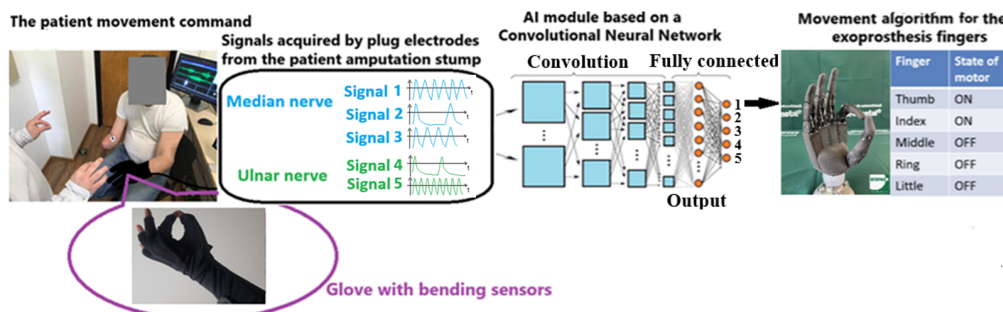 The patient movement command
Signals acquired by plug electrodes
from the patient amputation stump
Median nerve
Signal 1
t
Signal 2
t
Signal 3
t
Ulnar nerve
Signal 4
t
Signal 5
t
Glove with bending sensors
AI module based on a
Convolutional Neural Network
Convolution
Fully connected
1
2
3
4
5
Output
Movement algorithm for the
exoprosthesis fingers
Finger State of
motor
Thumb ON
Index ON
Middle OFF
Ring OFF
Little OFF